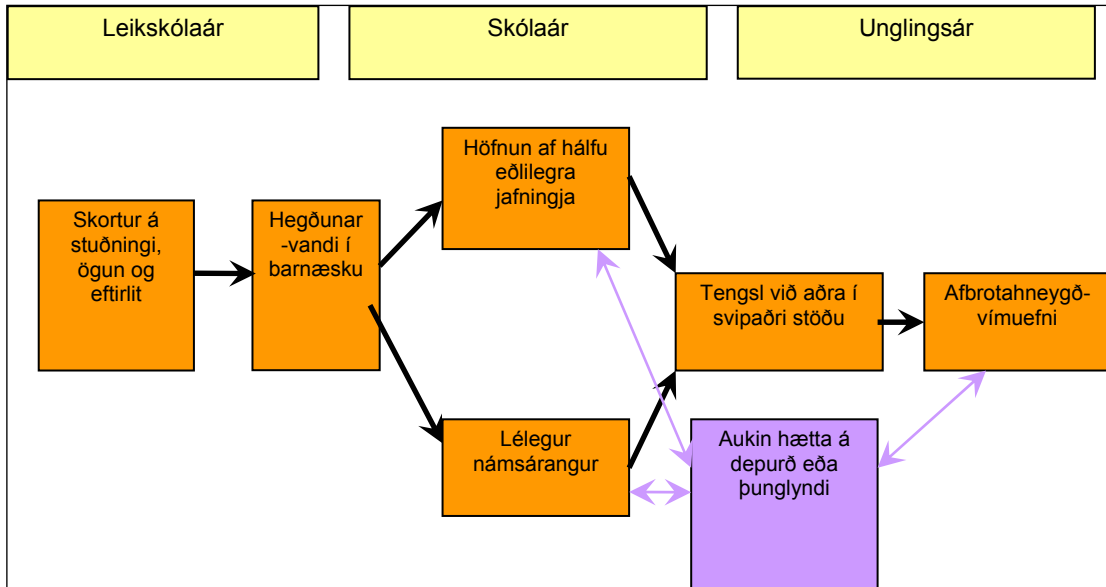 Leikskólaár
Skólaár
Unglingsár
Skortur á
stuðningi,
ögun og
eftirlit
Hegðunar
-vandi í
barnæsku
Höfnun af hálfu
eðlilegra
jafningja
Lélegur
námsárangur
Tengsl við aðra í
svipaðri stöðu
Afbrotahneygð-
vímuefni
Aukin hætta á
depurð eða
þunglyndi